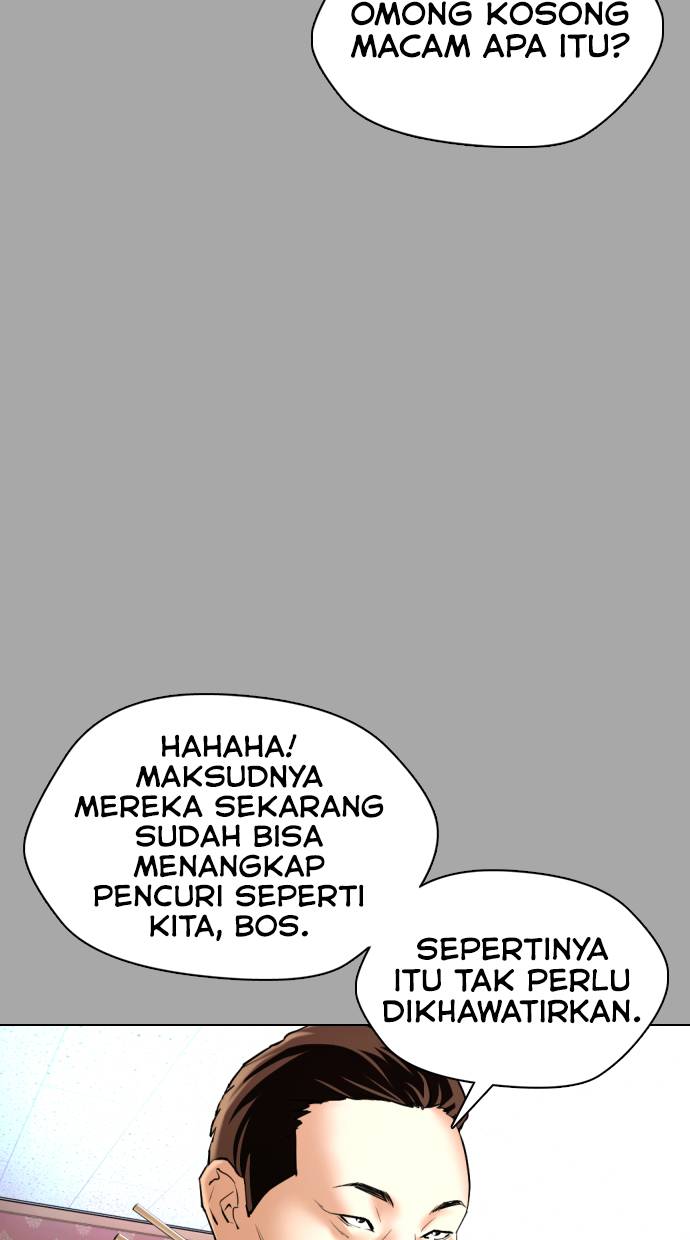 OMONG KOSONG
MACAM APA ITU?
HAHAHA!
MAKSUDNYA
MEREKA SEKARANG
SUDAH BISA
MENANGKAP
PENCURI SEPERTI
KITA, BOS.
SEPERTINYA
ITU TAK PERLU
DIKHAWATIRKAN.